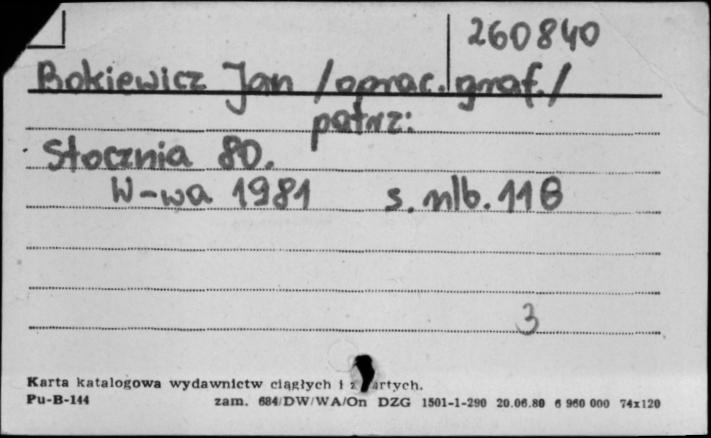 260840
Bokiewicz Jan /oprac. graf./
patrz:
Stocznia 80.
W-wa 1981 s. nlb. 118
3
Karta katalogowa wydawnictw ciągłych i z artych.
Pu-B-144 zam. 684/DW/WA/On DZG 1501-1-290 20.06.80 6 960 000 74x120